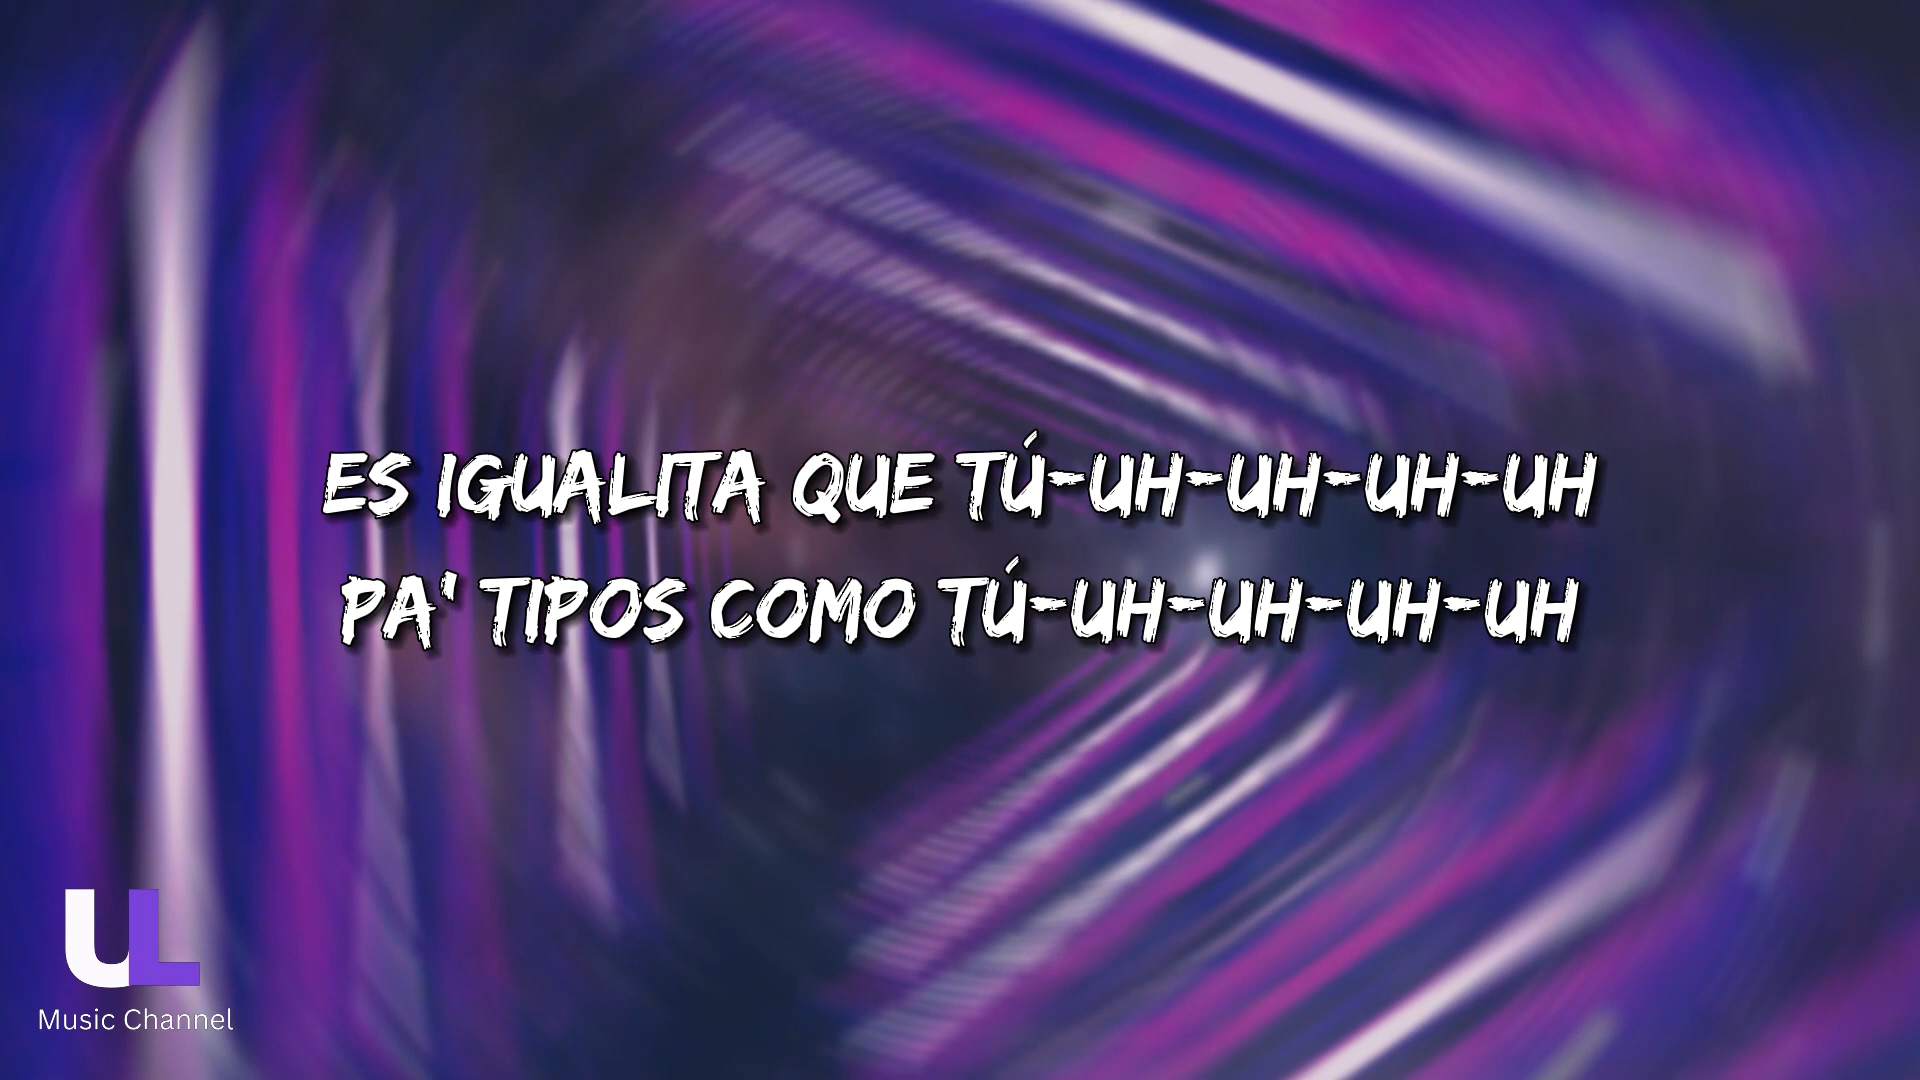 ES IGUALITA QUE TÚ-UH-UH-UH-UH
PA' TIPOS COMO TÚ-UH-UH-UH-UH
UL
Music Channel